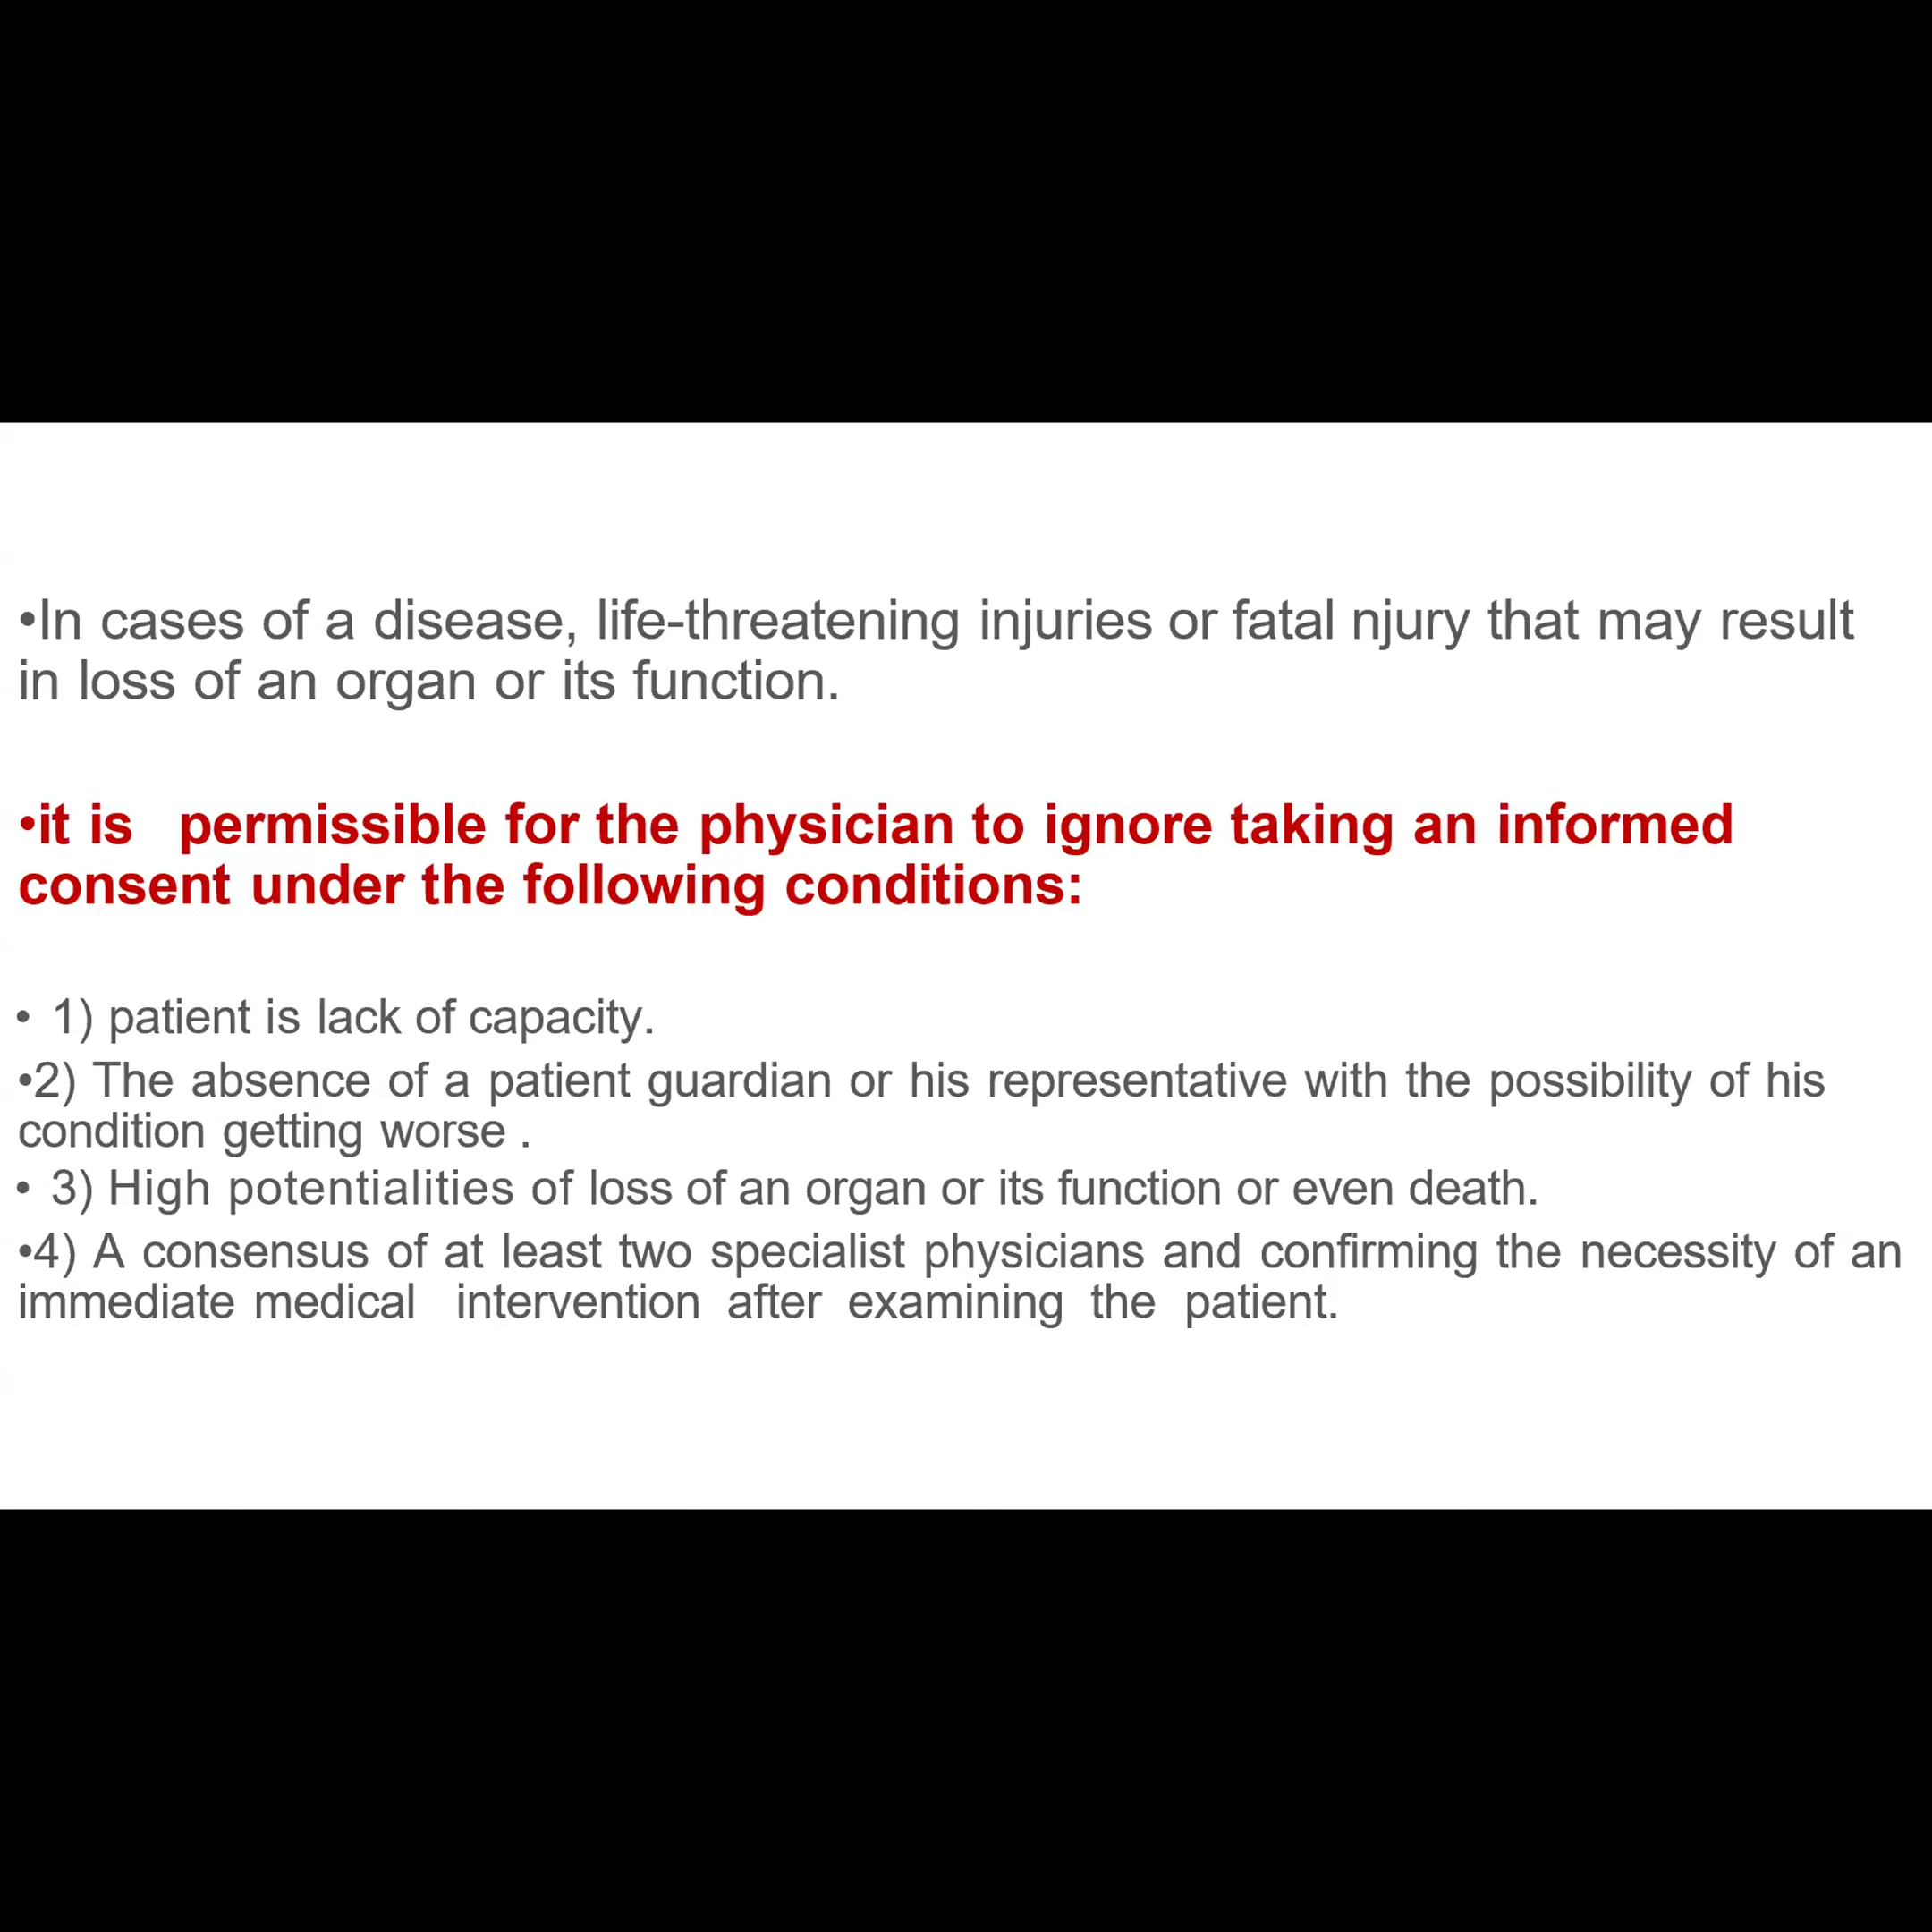 •In cases of a disease, life-threatening injuries or fatal njury that may result
in loss of an organ or its function.
•it is permissible for the physician to ignore taking an informed
consent under the following conditions:
• 1) patient is lack of capacity.
•2) The absence of a patient guardian or his representative with the possibility of his
condition getting worse .
• 3) High potentialities of loss of an organ or its function or even death.
•4) A consensus of at least two specialist physicians and confirming the necessity of an
immediate medical intervention after examining the patient.